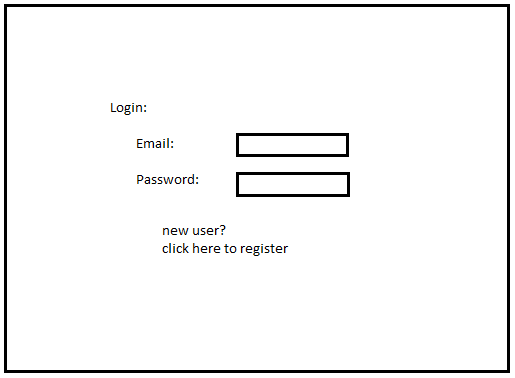 Login:
Email:
Password:
new user?
click here to register